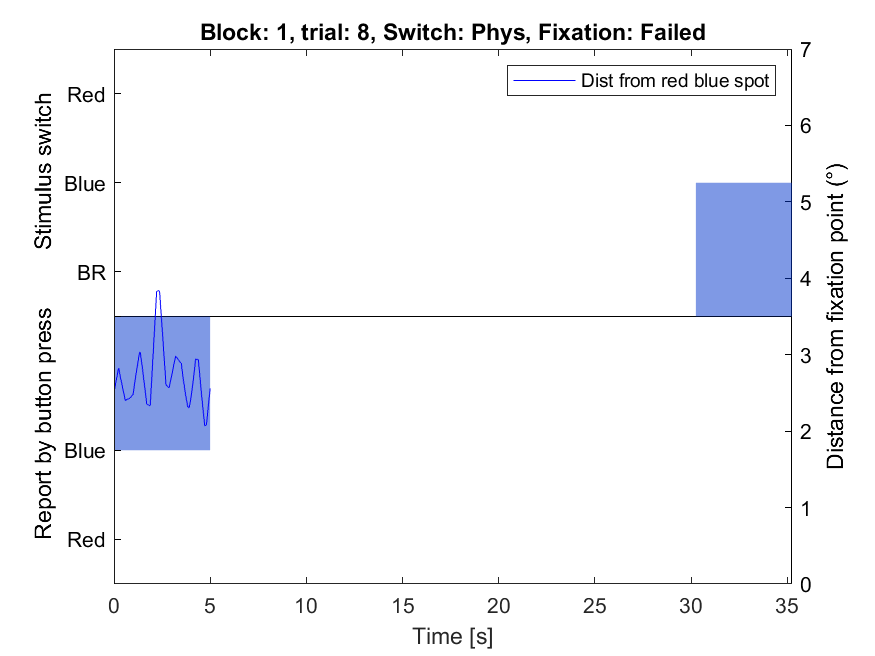 Block: 1, trial: 8, Switch: Phys, Fixation: Failed
Dist from red blue spot
Stimulus switch
Red
Blue
BR
Report by button press
Blue
Red
7
6
5
4
3
2
1
0
Distance from fixation point (°)
0 5 10 15 20 25 30 35
Time [s]